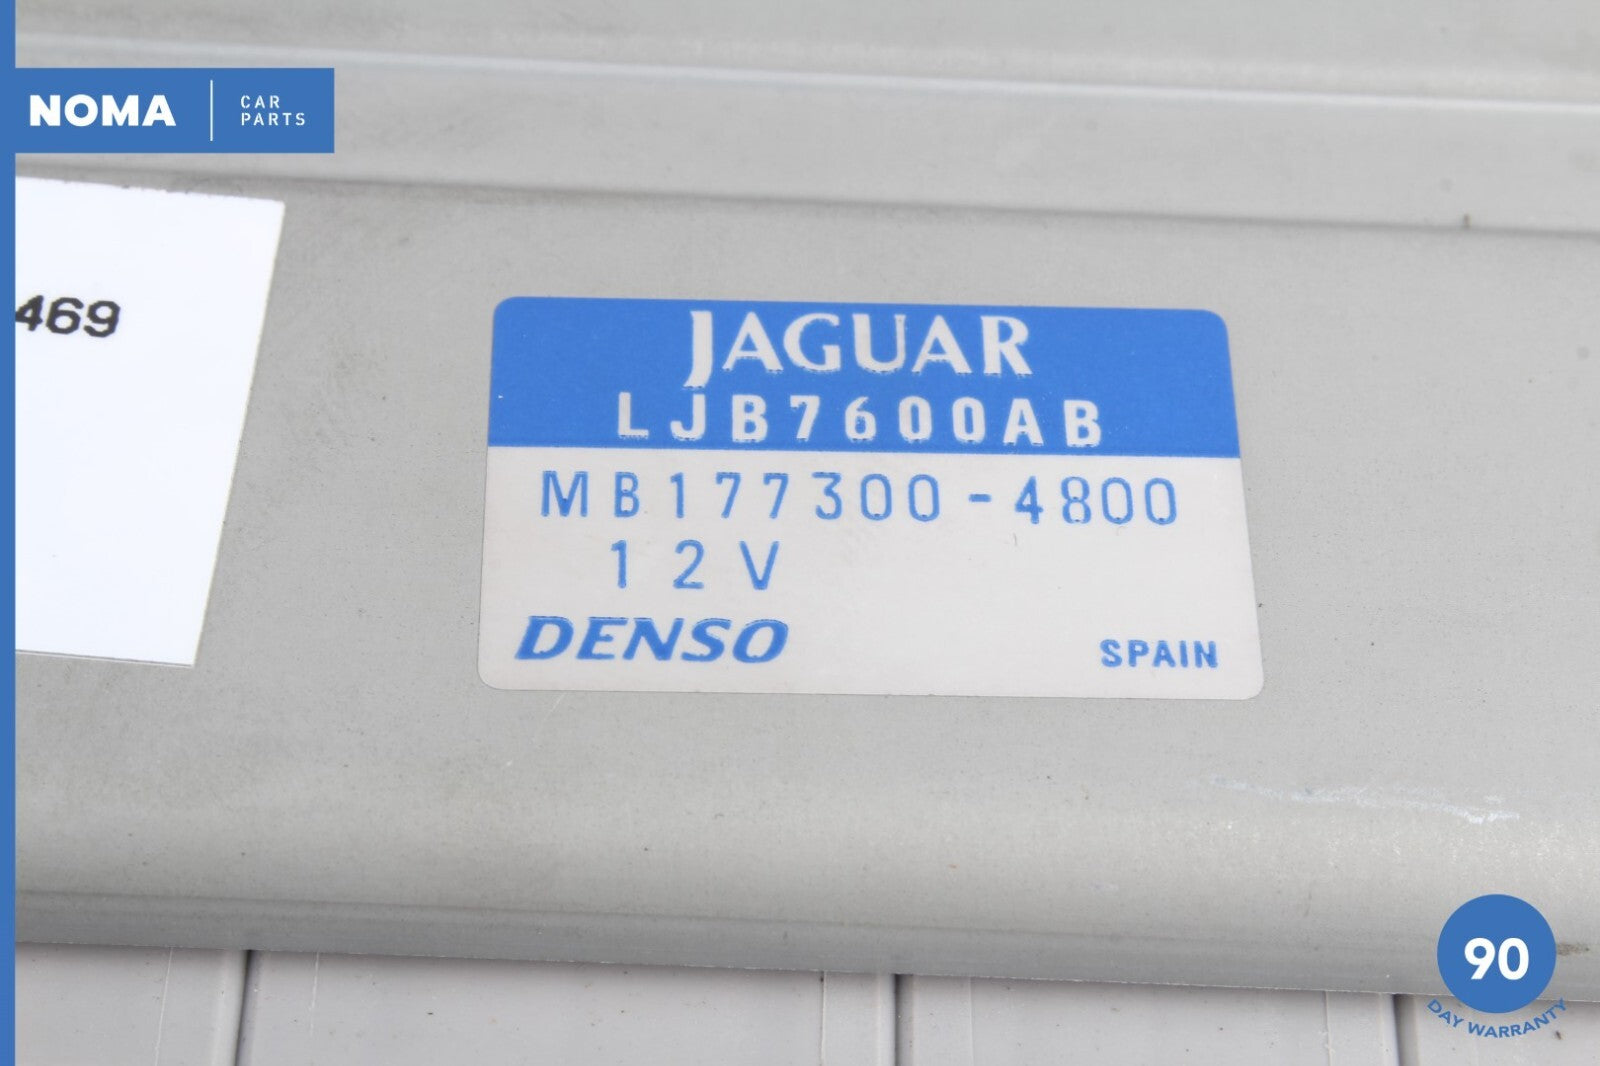 NOMA
CAR
PARTS
469
JAGUAR
LJB7600AB
MB177300-4800
12V
DENSO
SPAIN
90
DAY WARRANTY